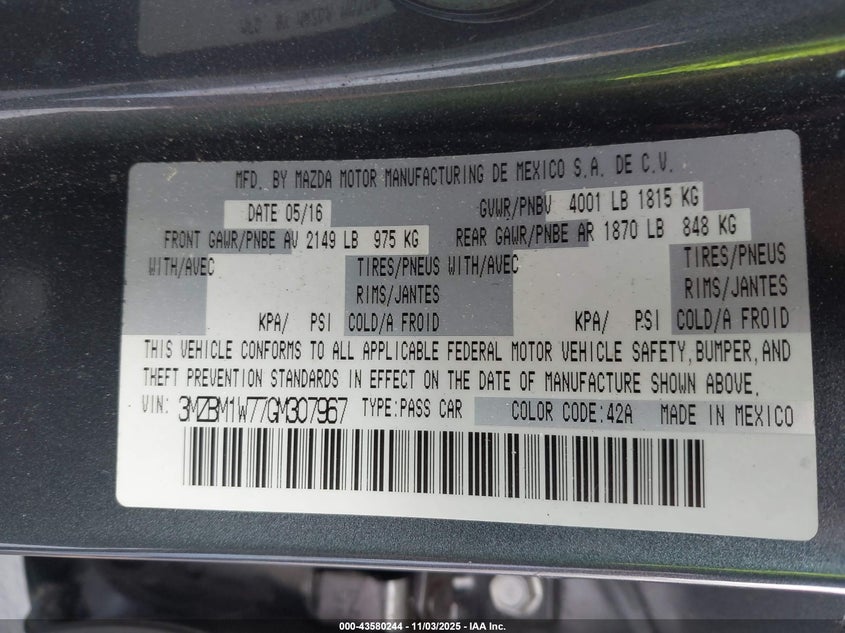 MFD. BY MAZDA MOTOR MANUFACTURING DE MEXICO S.A. DE C.V.
DATE 05/16 GVWR/PNBV 4001 LB 1815 KG
FRONT GAWR/PNBE AV 2149 LB 975 KG REAR GAWR/PNBE AR 1870 LB 848 KG
WITH/AVEC TIRES/PNEUS WITH/AVEC TIRES/PNEUS
RIMS/JANTES RIMS/JANTES
KPA/ PSI COLD/A FROID KPA/ PSI COLD/A FROID
THIS VEHICLE CONFORMS TO ALL APPLICABLE FEDERAL MOTOR VEHICLE SAFETY, BUMPER, AND
THEFT PREVENTION STANDARDS IN EFFECT ON THE DATE OF MANUFACTURE SHOWN ABOVE.
VIN: 3MZBM1W77GM307967 TYPE:PASS CAR COLOR CODE:42A MADE IN MEXICO
000-43580244 - 11/03/2025 - IAA Inc.